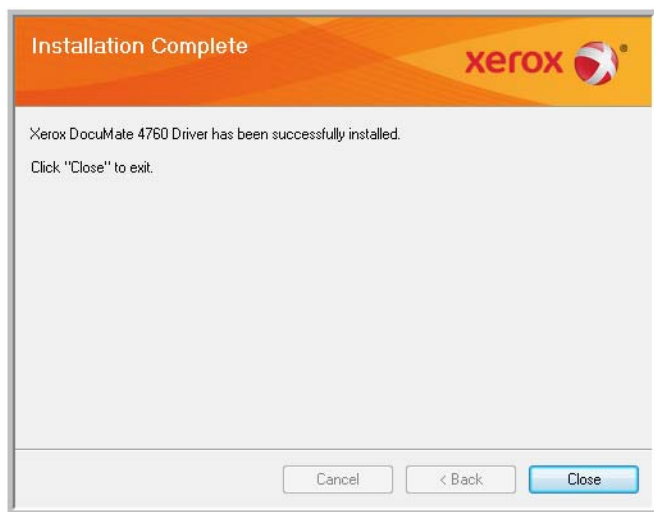 Installation Complete
xerox
Xerox DocuMate 4760 Driver has been successfully installed.
Click "Close" to exit.
Cancel
< Back
Close